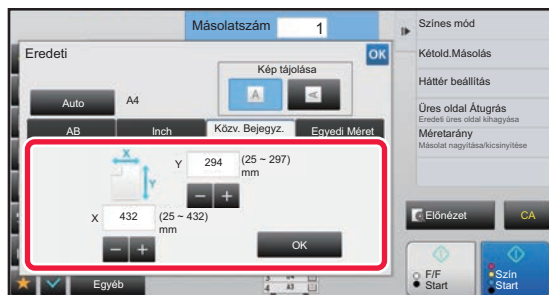 Másolatszám 1
Eredeti
OK
Kép tájolása
A
A
Auto
A4
AB
Inch
Közv. Bejegyz.
Egyedi Méret
X
Y
Y 294 (25 ~ 297)
mm
X 432 (25 ~ 432)
mm
OK
Egyéb
A3
Színes mód
Kétold.Másolás
Háttér beállítás
Üres oldal Átugrás
Eredeti üres oldal kihagyása
Méretarány
Másolat nagyítása/kicsinyítése
Előnézet
CA
F/F
Start
Szín
Start